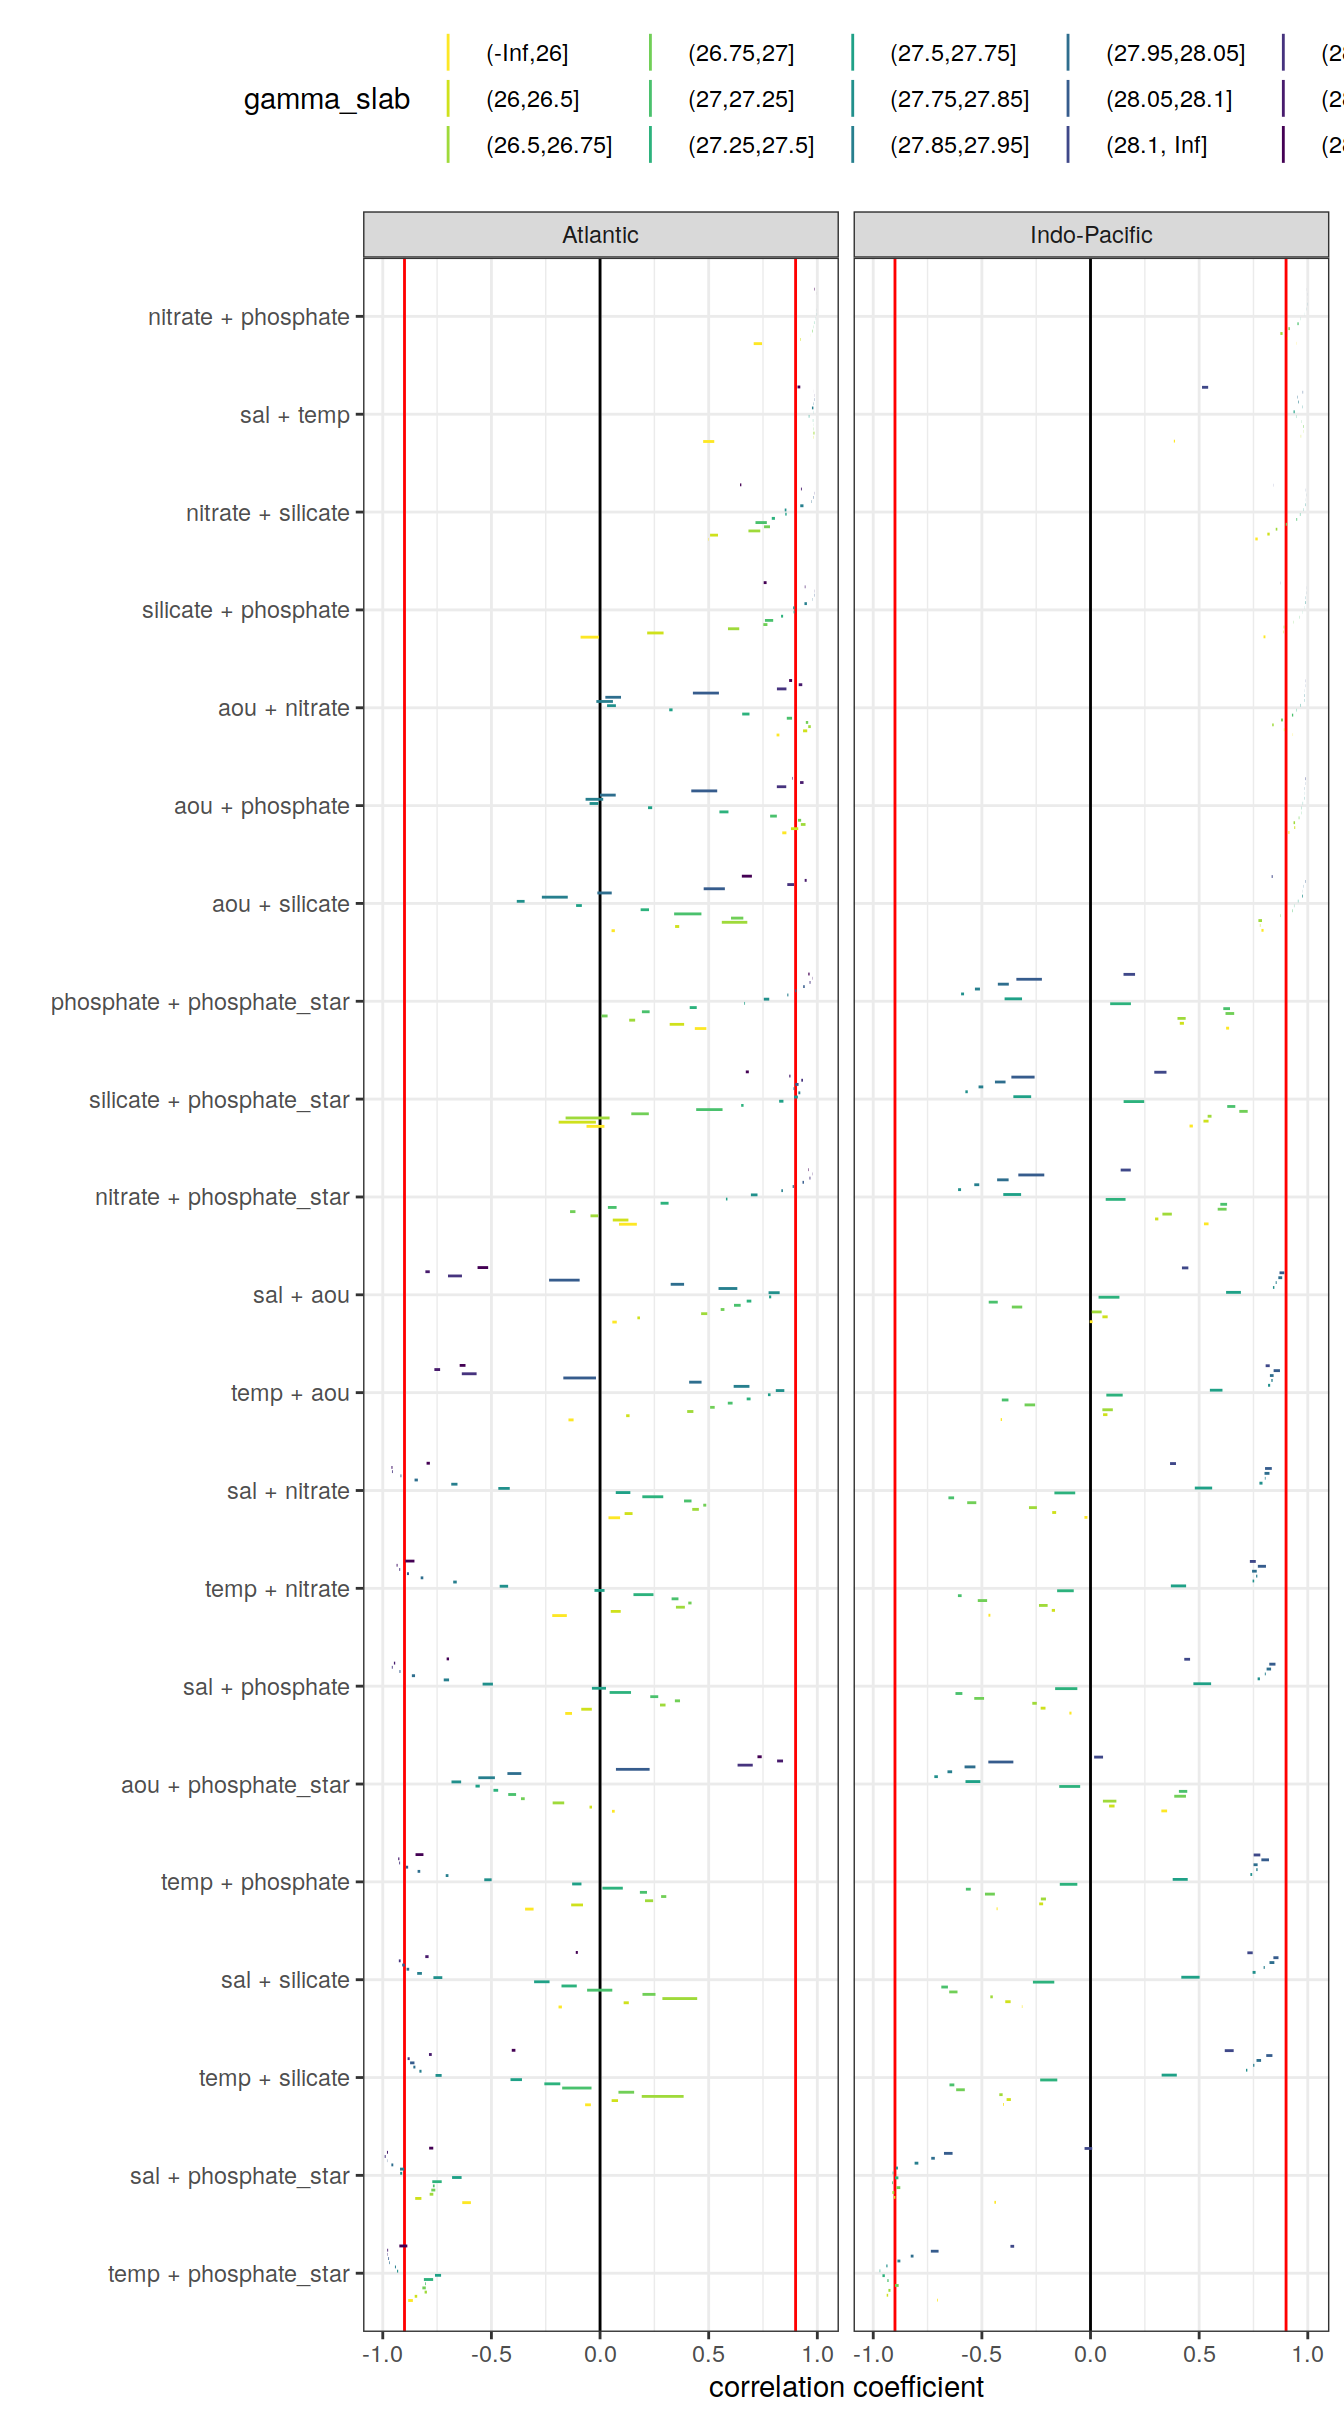 (-Inf,26] (26.75,27] (27.5,27.75] (27.95,28.05]
gamma_slab (26,26.5] (27,27.25] (27.75,27.85] (28.05,28.1]
(26.5,26.75] (27.25,27.5] (27.85,27.95] (28.1, Inf]
Atlantic Indo-Pacific
nitrate + phosphate
sal + temp
nitrate + silicate
silicate + phosphate
aou + nitrate
aou + phosphate
aou + silicate
phosphate + phosphate_star
silicate + phosphate_star
nitrate + phosphate_star
sal + aou
temp + aou
sal + nitrate
temp + nitrate
sal + phosphate
aou + phosphate_star
temp + phosphate
sal + silicate
temp + silicate
sal + phosphate_star
temp + phosphate_star
-1.0 -0.5 0.0 0.5 1.0 -1.0 -0.5 0.0 0.5 1.0
correlation coefficient